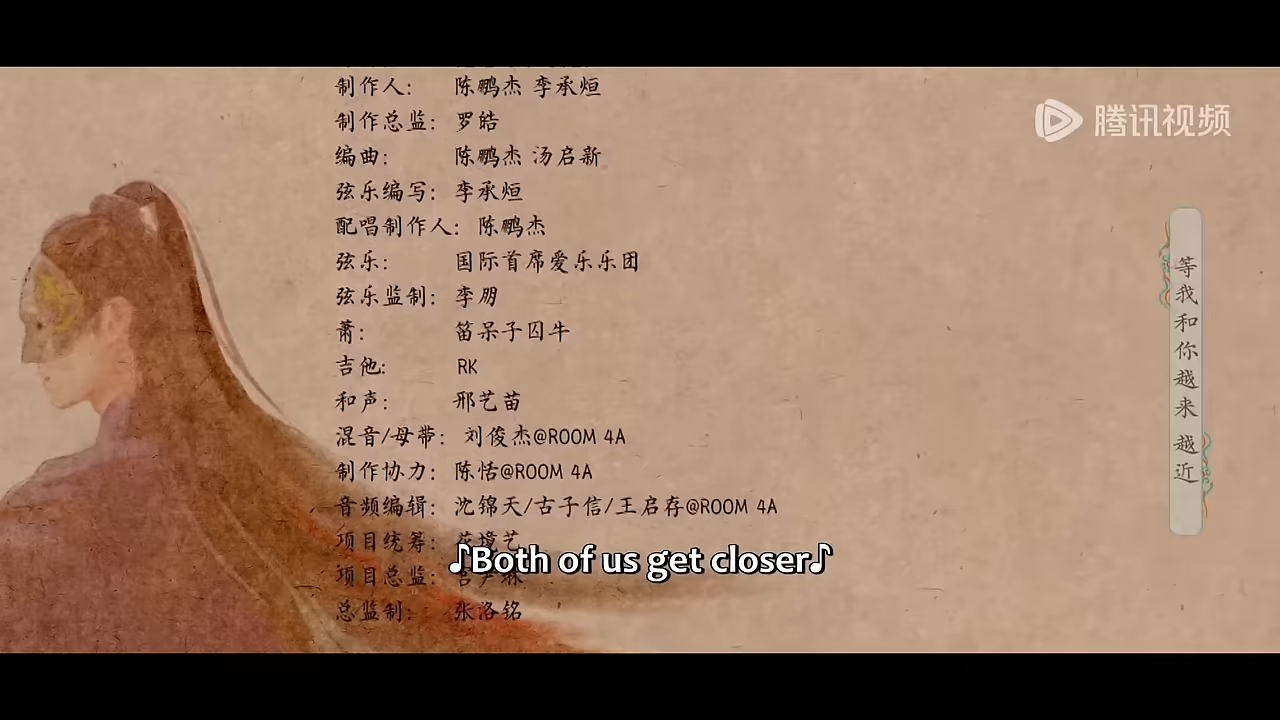 制作人: 陈鹏杰 李承烜
制作总监: 罗皓
编曲: 陈鹏杰 汤启新
弦乐编写: 李承烜
配唱制作人: 陈鹏杰
弦乐: 国际首席爱乐乐团
弦乐监制: 李朋
萧: 笛呆子囚牛
吉他: RK
和声: 邢艺苗
混音/母带: 刘俊杰@ROOM 4A
制作协力: 陈恬@ROOM 4A
音频编辑: 沈锦天/古子信/王启存@ROOM 4A
项目统筹:
项目总监:
总监制: 张洛铭
♪Both of us get closer♪
腾讯视频
等我和你越来 越近